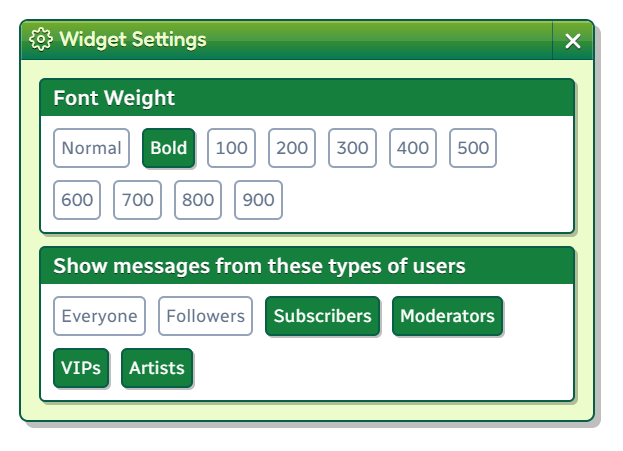 Widget Settings
Font Weight
Normal Bold 100 200 300 400 500
600 700 800 900
Show messages from these types of users
Everyone Followers Subscribers Moderators
VIPs Artists